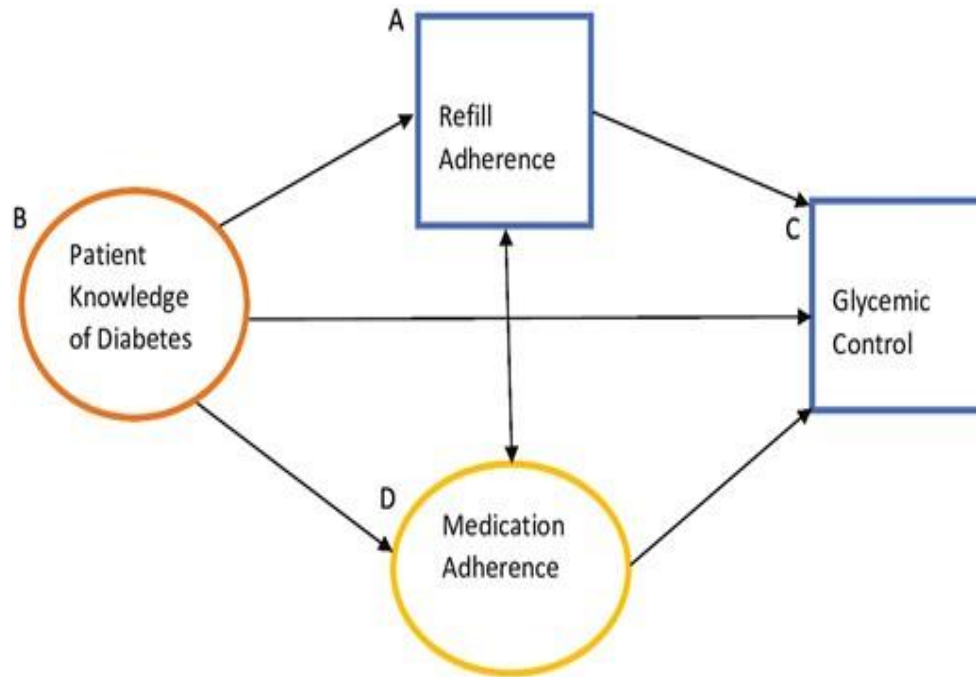 A
Refill
Adherence
B
Patient
Knowledge
of Diabetes
C
Glycemic
Control
D
Medication
Adherence